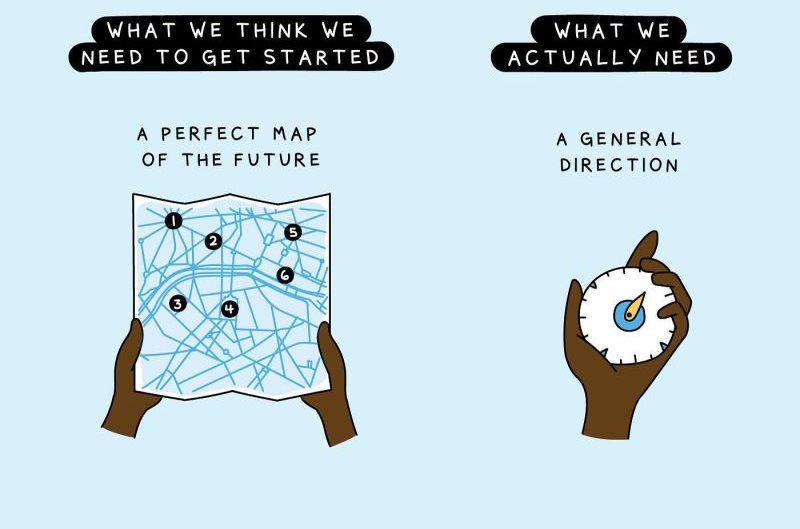 WHAT WE THINK WE
NEED TO GET STARTED
A PERFECT MAP
OF THE FUTURE
1
2
5
6
3
4
WHAT WE
ACTUALLY NEED
A GENERAL
DIRECTION